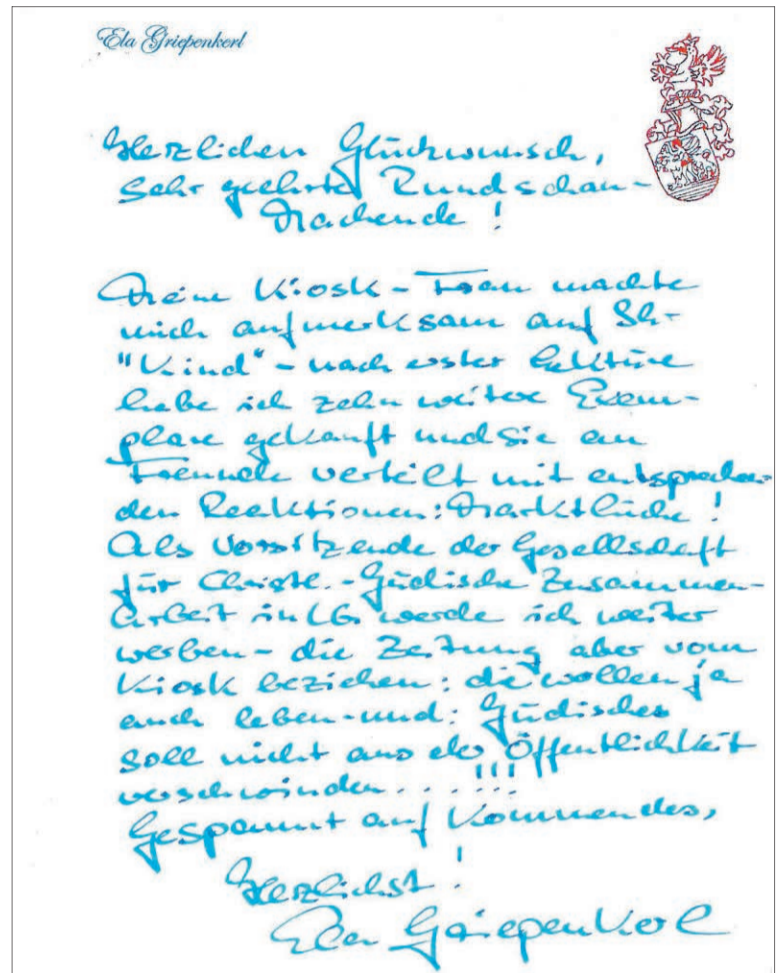 Ela Griepenkerl
Herzlichen Glückwunsch,
sehr geehrte Rundschau-
Machende!
Meine Kiosk-Frau machte
mich aufmerksam auf Ihr
"Kind" - nach erster Lektüre
habe ich zehn weitere Exem-
plare gekauft und sie an
Freunde verteilt mit entsprechen-
den Reaktionen: Marktlücke!
Als Vorsitzende der Gesellschaft
für Christl.-Jüdische Zusammen-
arbeit in LG. werde ich weiter
werben - die Zeitung aber vom
Kiosk beziehen: die wollen ja
auch leben - und: Jüdisches
soll nicht aus der Öffentlichkeit
verschwinden...!!!
Gespannt auf Kommendes,
Herzlichst!
Ela Griepenkerl